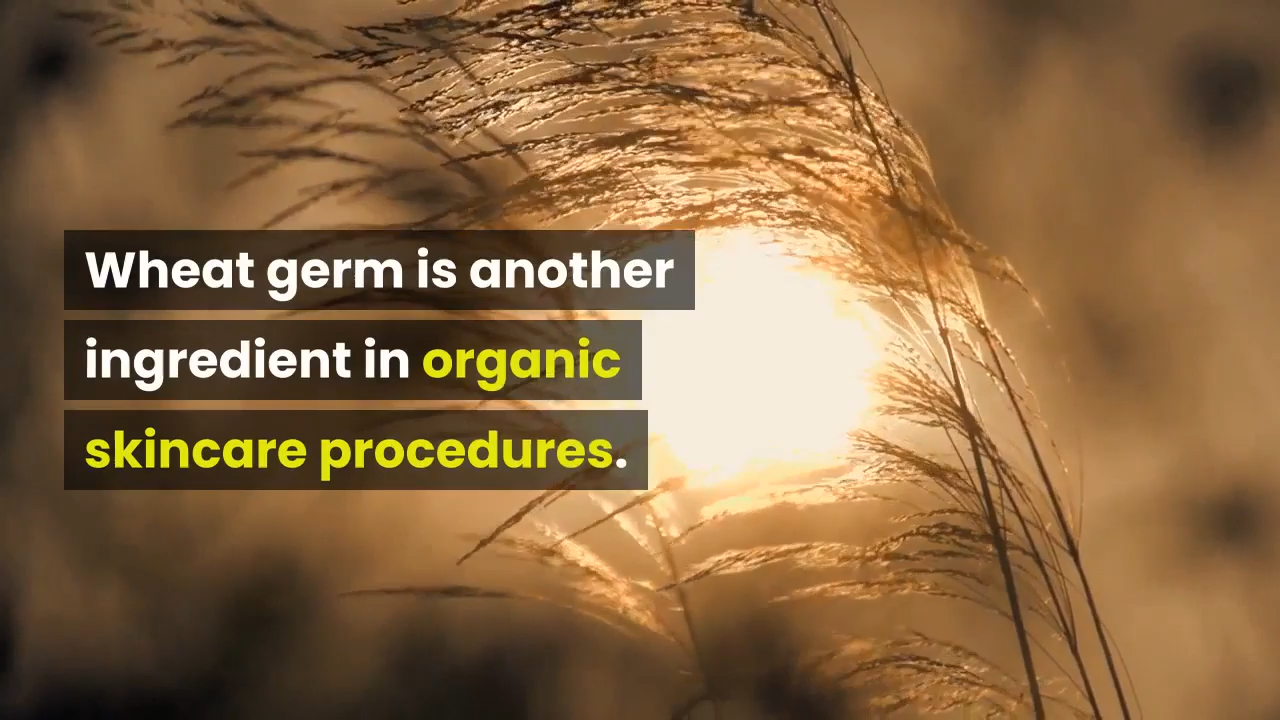 Wheat germ is another
ingredient in organic
skincare procedures.